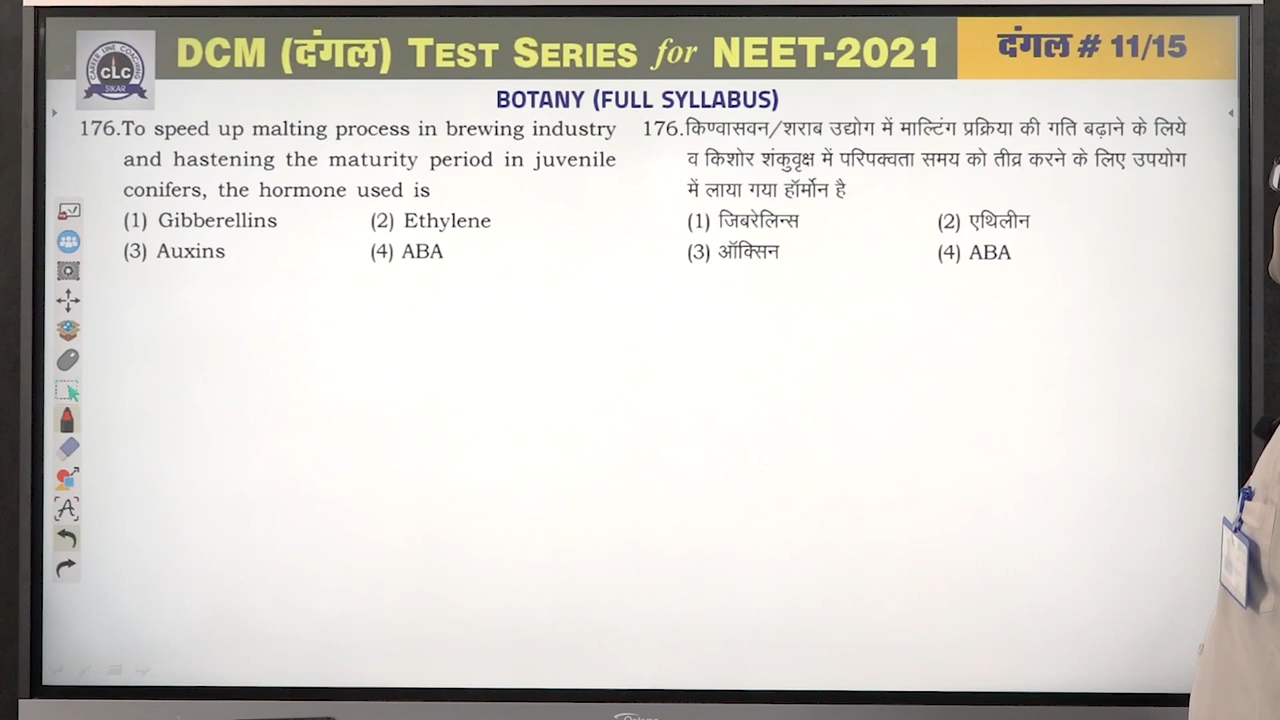 DCM (दंगल) TEST SERIES for NEET-2021
दंगल # 11/15
CAREER LINE COACHING
CLC
SIKAR
BOTANY (FULL SYLLABUS)
176.To speed up malting process in brewing industry
and hastening the maturity period in juvenile
conifers, the hormone used is
(1) Gibberellins (2) Ethylene
(3) Auxins (4) ABA
176.किण्वासवन/शराब उद्योग में माल्टिंग प्रक्रिया की गति बढ़ाने के लिये
व किशोर शंकुवृक्ष में परिपक्वता समय को तीव्र करने के लिए उपयोग
में लाया गया हॉर्मोन है
(1) जिबरेलिन्स (2) एथिलीन
(3) ऑक्सिन (4) ABA